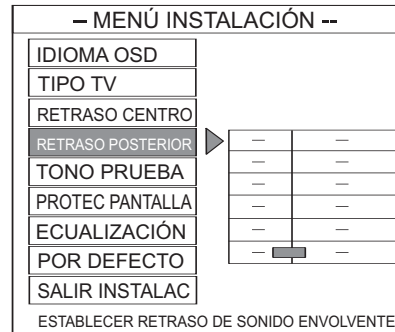 – MENÚ INSTALACIÓN --
IDIOMA OSD
TIPO TV
RETRASO CENTRO
RETRASO POSTERIOR
TONO PRUEBA
PROTEC PANTALLA
ECUALIZACIÓN
POR DEFECTO
SALIR INSTALAC
ESTABLECER RETRASO DE SONIDO ENVOLVENTE